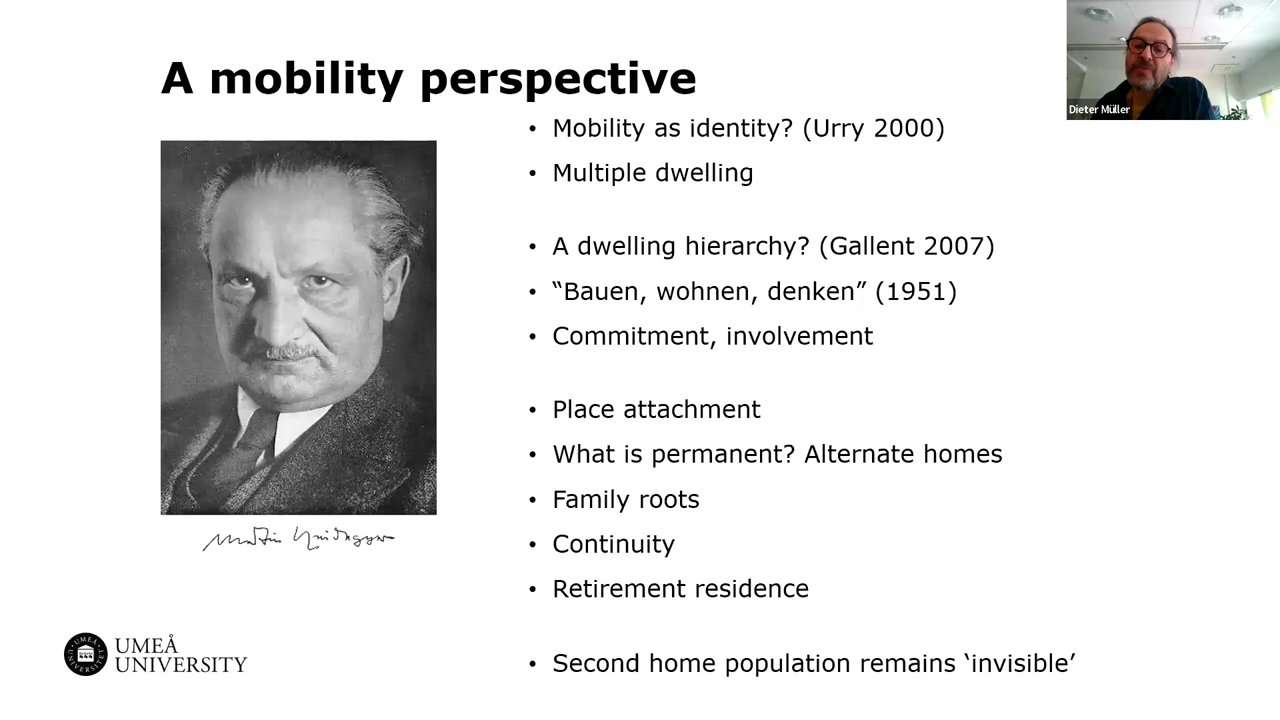 A mobility perspective
Dieter Müller
• Mobility as identity? (Urry 2000)
• Multiple dwelling
• A dwelling hierarchy? (Gallent 2007)
• “Bauen, wohnen, denken” (1951)
• Commitment, involvement
• Place attachment
• What is permanent? Alternate homes
• Family roots
• Continuity
• Retirement residence
• Second home population remains ‘invisible’
Martin Heidegger
UMEÅ
UNIVERSITY